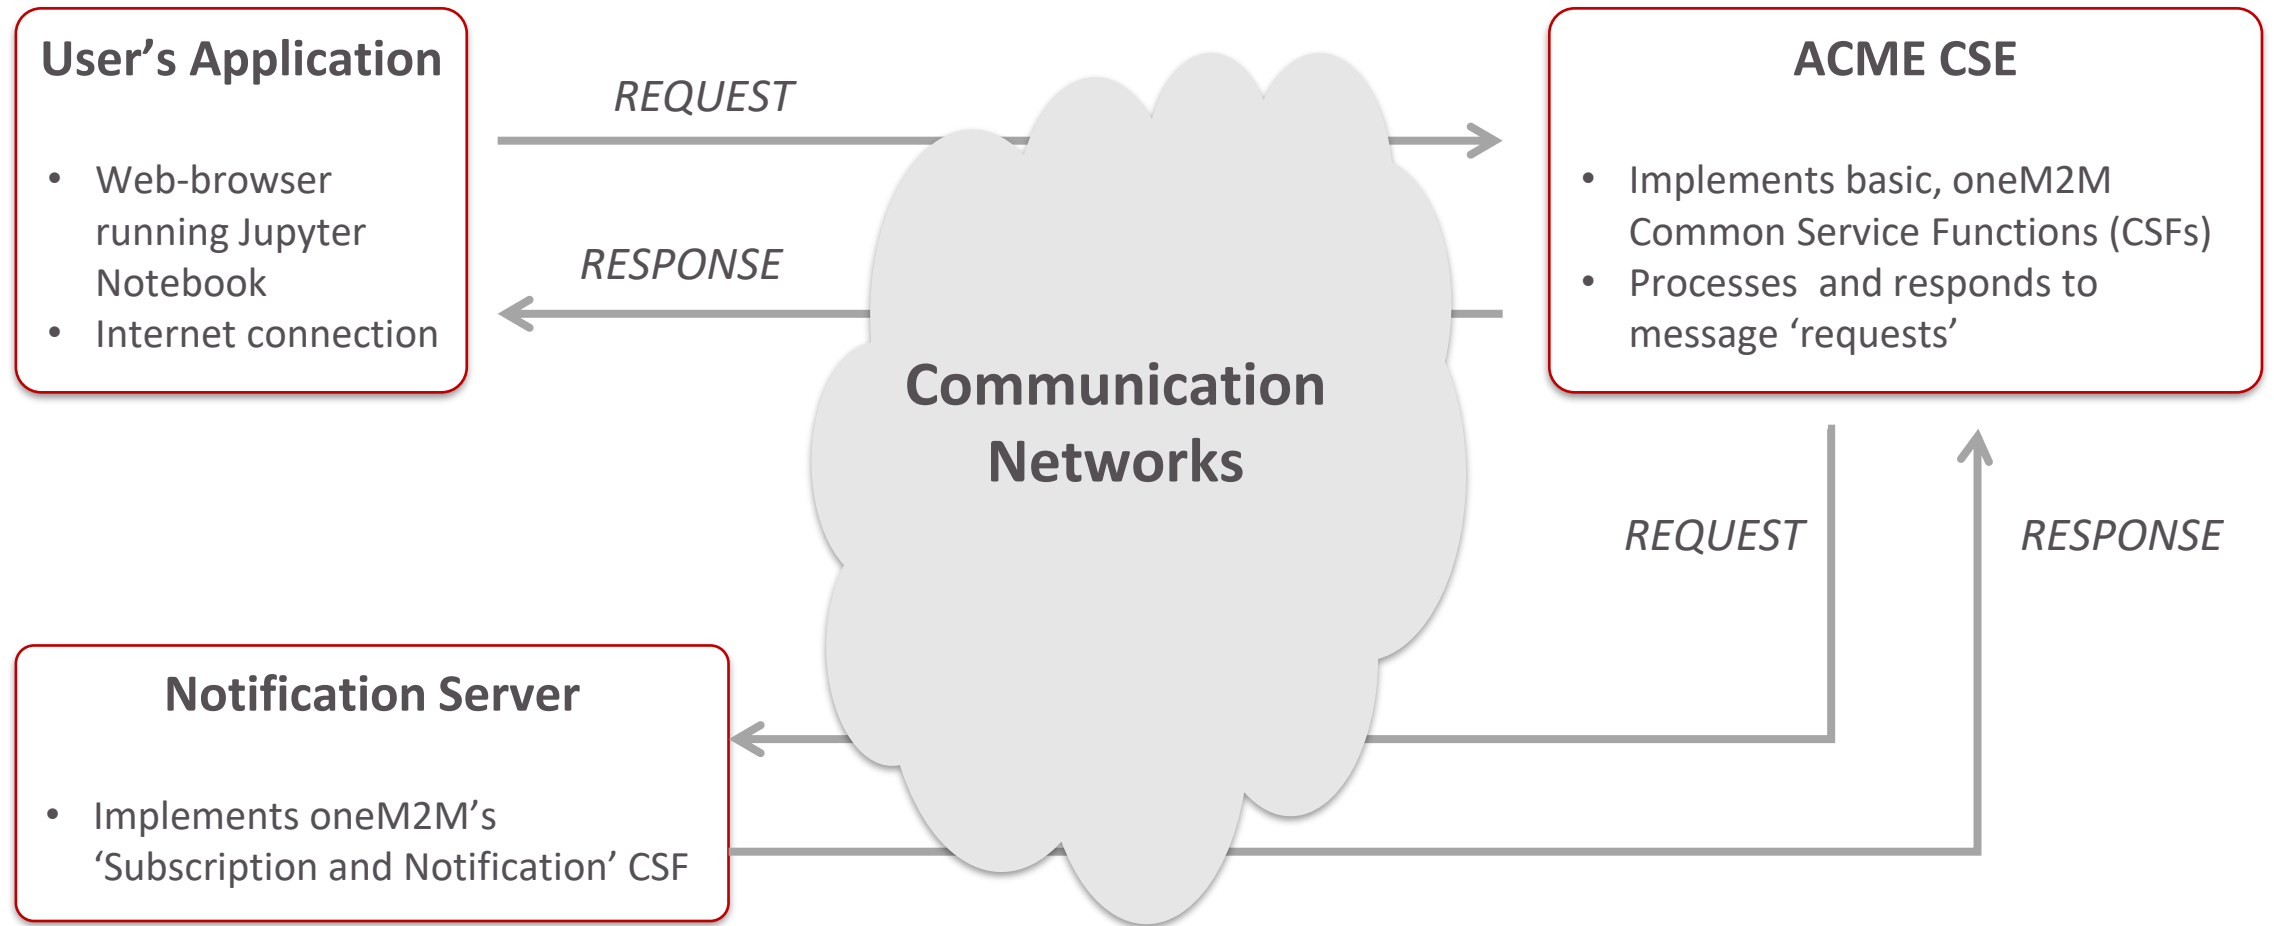 User’s Application
• Web-browser
running Jupyter
Notebook
• Internet connection
REQUEST
RESPONSE
Communication
Networks
ACME CSE
• Implements basic, oneM2M
Common Service Functions (CSFs)
• Processes  and responds to
message ‘requests’
REQUEST
RESPONSE
Notification Server
• Implements oneM2M’s
‘Subscription and Notification’ CSF